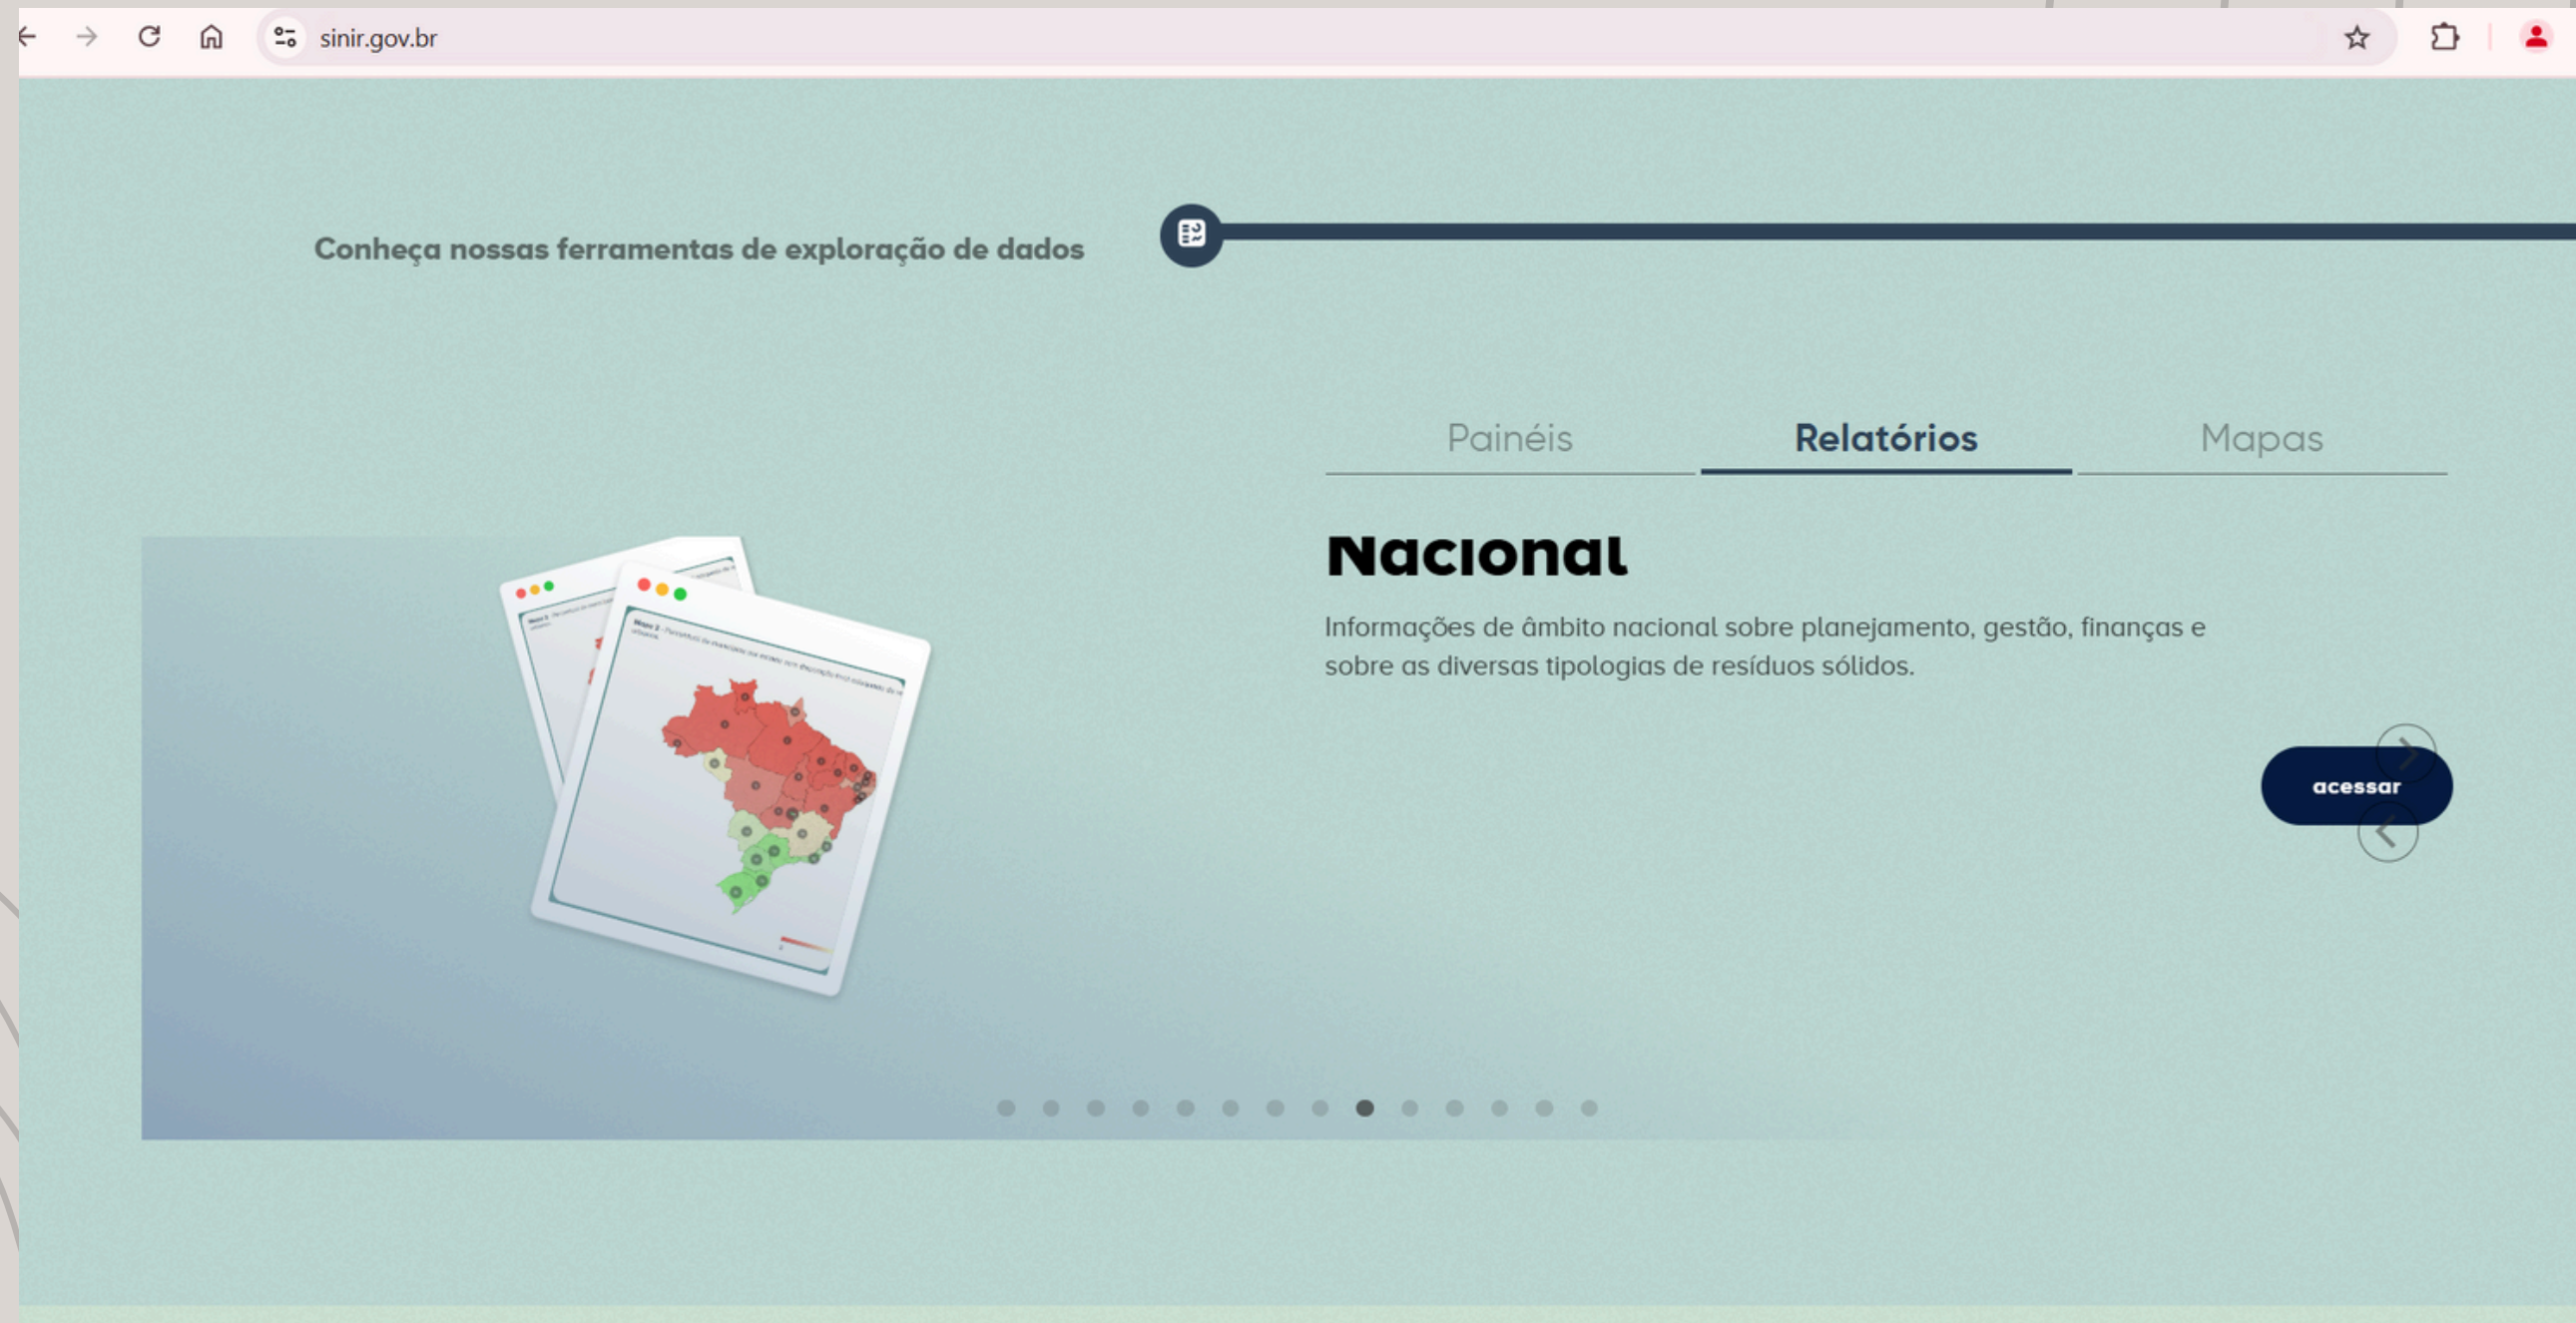 sinir.gov.br
Conheça nossas ferramentas de exploração de dados
Painéis Relatórios Mapas
Nacional
Informações de âmbito nacional sobre planejamento, gestão, finanças e
sobre as diversas tipologias de resíduos sólidos.
acessar